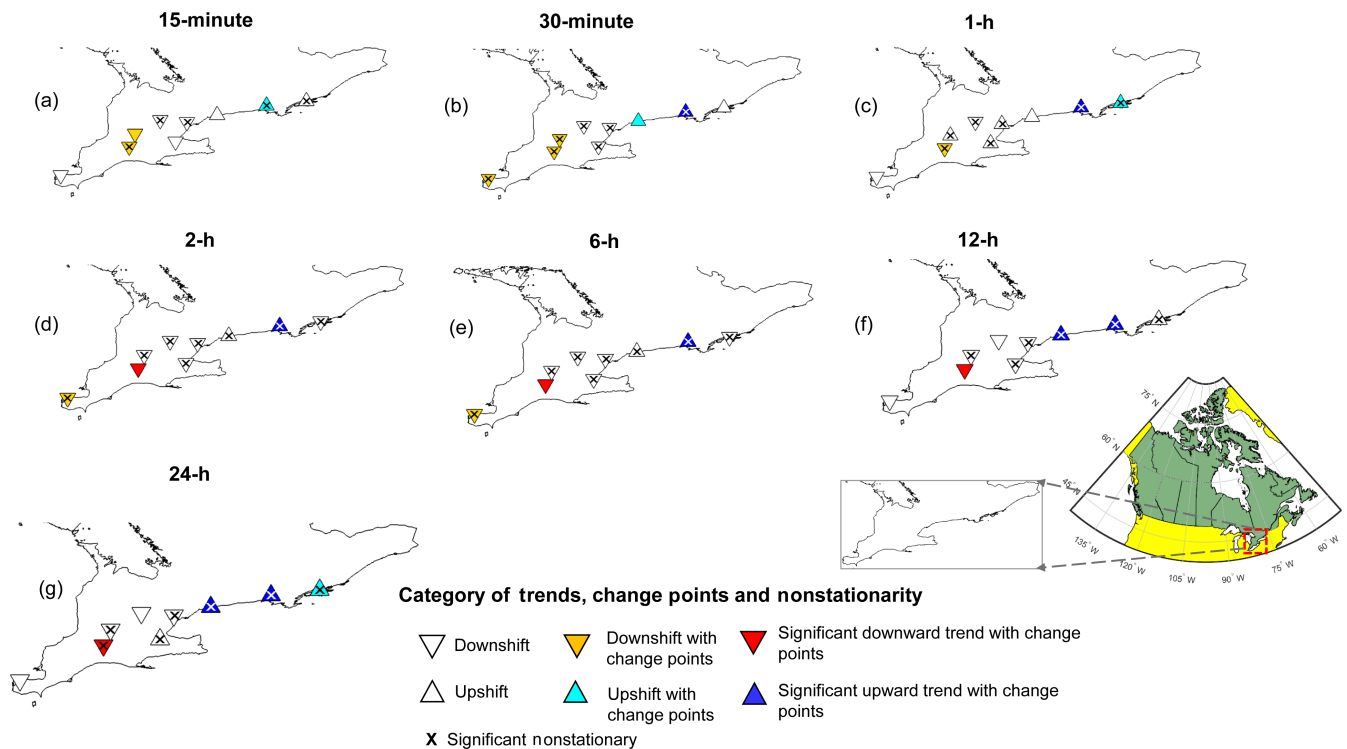 15-minute
30-minute
1-h
(a)
(b)
(c)
2-h
6-h
12-h
(d)
(e)
(f)
24-h
(g)
75° N
60° N
45° N
135° W
120° W
105° W
90° W
75° W
60° W
Category of trends, change points and nonstationarity
Downshift
Downshift with
change points
Significant downward trend with change
points
Upshift
Upshift with
change points
Significant upward trend with change
points
X Significant nonstationary